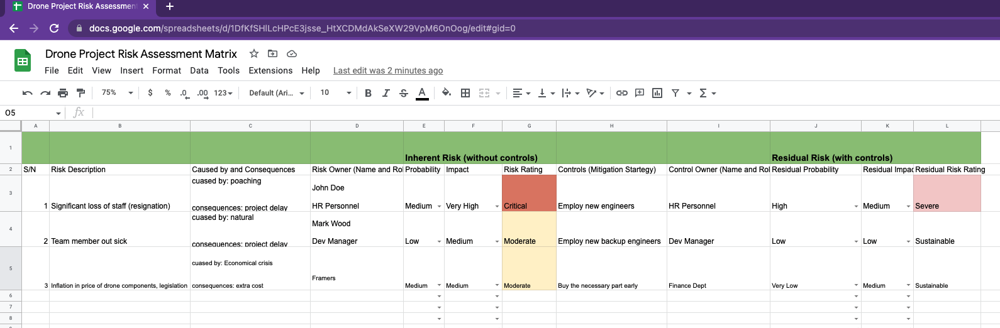 Drone Project Risk Assessment
docs.google.com/spreadsheets/d/1DfKfSHlLcHPcE3jsse_HtXCDMdAkSeXW29VpM6OnOog/edit#gid=0
Drone Project Risk Assessment Matrix
File Edit View Insert Format Data Tools Extensions Help Last edit was 2 minutes ago
75% $ % .0 .00 123 Default (Ari... 10 B I S A
O5 fx
A B C D E F G H I J K L
1 Inherent Risk (without controls) Residual Risk (with controls)
2 S/N Risk Description Caused by and Consequences Risk Owner (Name and Rol Probability Impact Risk Rating Controls (Mitigation Startegy) Control Owner (Name and Rol Residual Probability Residual Impac Residual Risk Rating
cuased by: poaching
John Doe
3
1 Significant loss of staff (resignation) consequences: project delay HR Personnel Medium Very High Critical Employ new engineers HR Personnel High Medium Severe
cuased by: natural
Mark Wood
4
2 Team member out sick consequences: project delay Dev Manager Low Medium Moderate Employ new backup engineers Dev Manager Low Low Sustainable
cuased by: Economical crisis
5
Framers
3 Inflation in price of drone components, legislation consequences: extra cost Medium Medium Moderate Buy the necessary part early Finance Dept Very Low Medium Sustainable
6
7
8